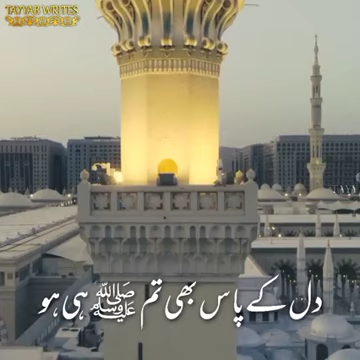 TAYYAB WRITES
دل کے پاس بھی تم ﷺ ہی ہو